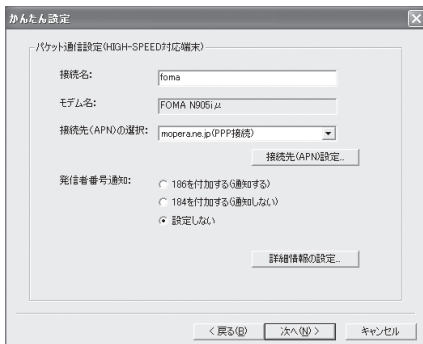 かんたん設定
パケット通信設定(HIGH-SPEED対応端末)
接続名: foma
モデム名: FOMA N905iμ
接続先(APN)の選択: mopera.ne.jp(PPP接続)
接続先(APN)設定...
発信者番号通知: 186を付加する(通知する)
184を付加する(通知しない)
設定しない
詳細情報の設定...
< 戻る(B) 次へ(N) > キャンセル